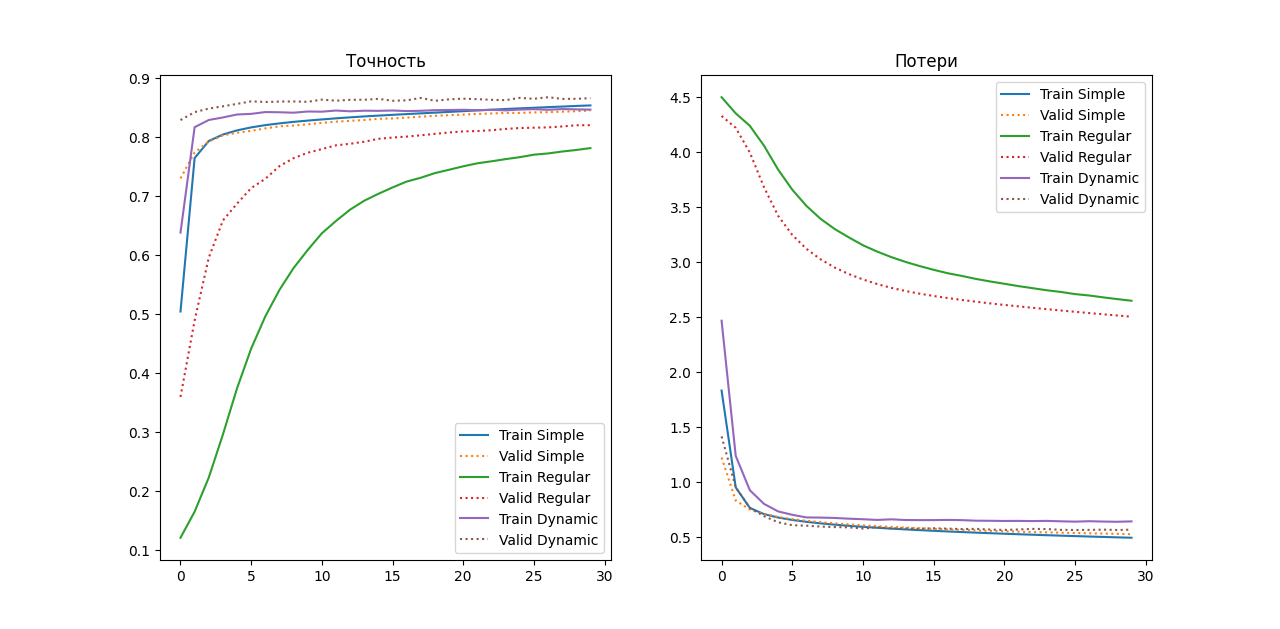 Точность
0.9
0.8
0.7
0.6
0.5
0.4
0.3
0.2
0.1
0 5 10 15 20 25 30
Train Simple
Valid Simple
Train Regular
Valid Regular
Train Dynamic
Valid Dynamic
Потери
4.5
4.0
3.5
3.0
2.5
2.0
1.5
1.0
0.5
0 5 10 15 20 25 30
Train Simple
Valid Simple
Train Regular
Valid Regular
Train Dynamic
Valid Dynamic